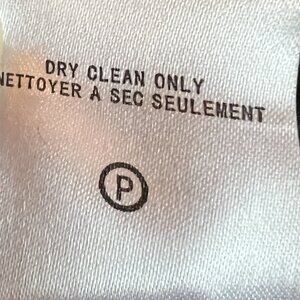 DRY CLEAN ONLY
NETTOYER A SEC SEULEMENT
P